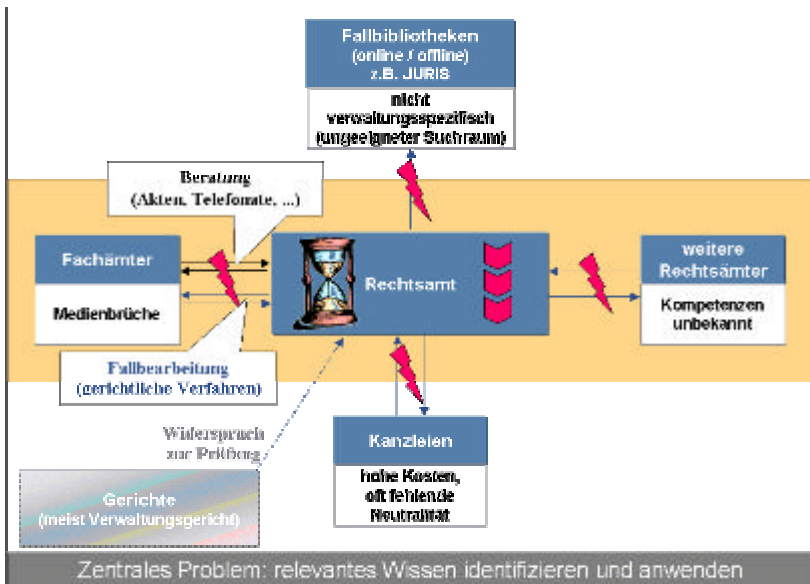 Fallbibliotheken
(online / offline)
z.B. JURIS
nicht
verwaltungsspezifisch
(ungeeigneter Suchraum)
Beratung
(Akten, Telefonate, ...)
Fachämter
Medienbrüche
Rechtsamt
weitere
Rechtsämter
Kompetenzen
unbekannt
Fallbearbeitung
(gerichtliche Verfahren)
Widerspruch
zur Prüfung
Kanzleien
hohe Kosten,
oft fehlende
Neutralität
Gerichte
(meist Verwaltungsgericht)
Zentrales Problem: relevantes Wissen identifizieren und anwenden